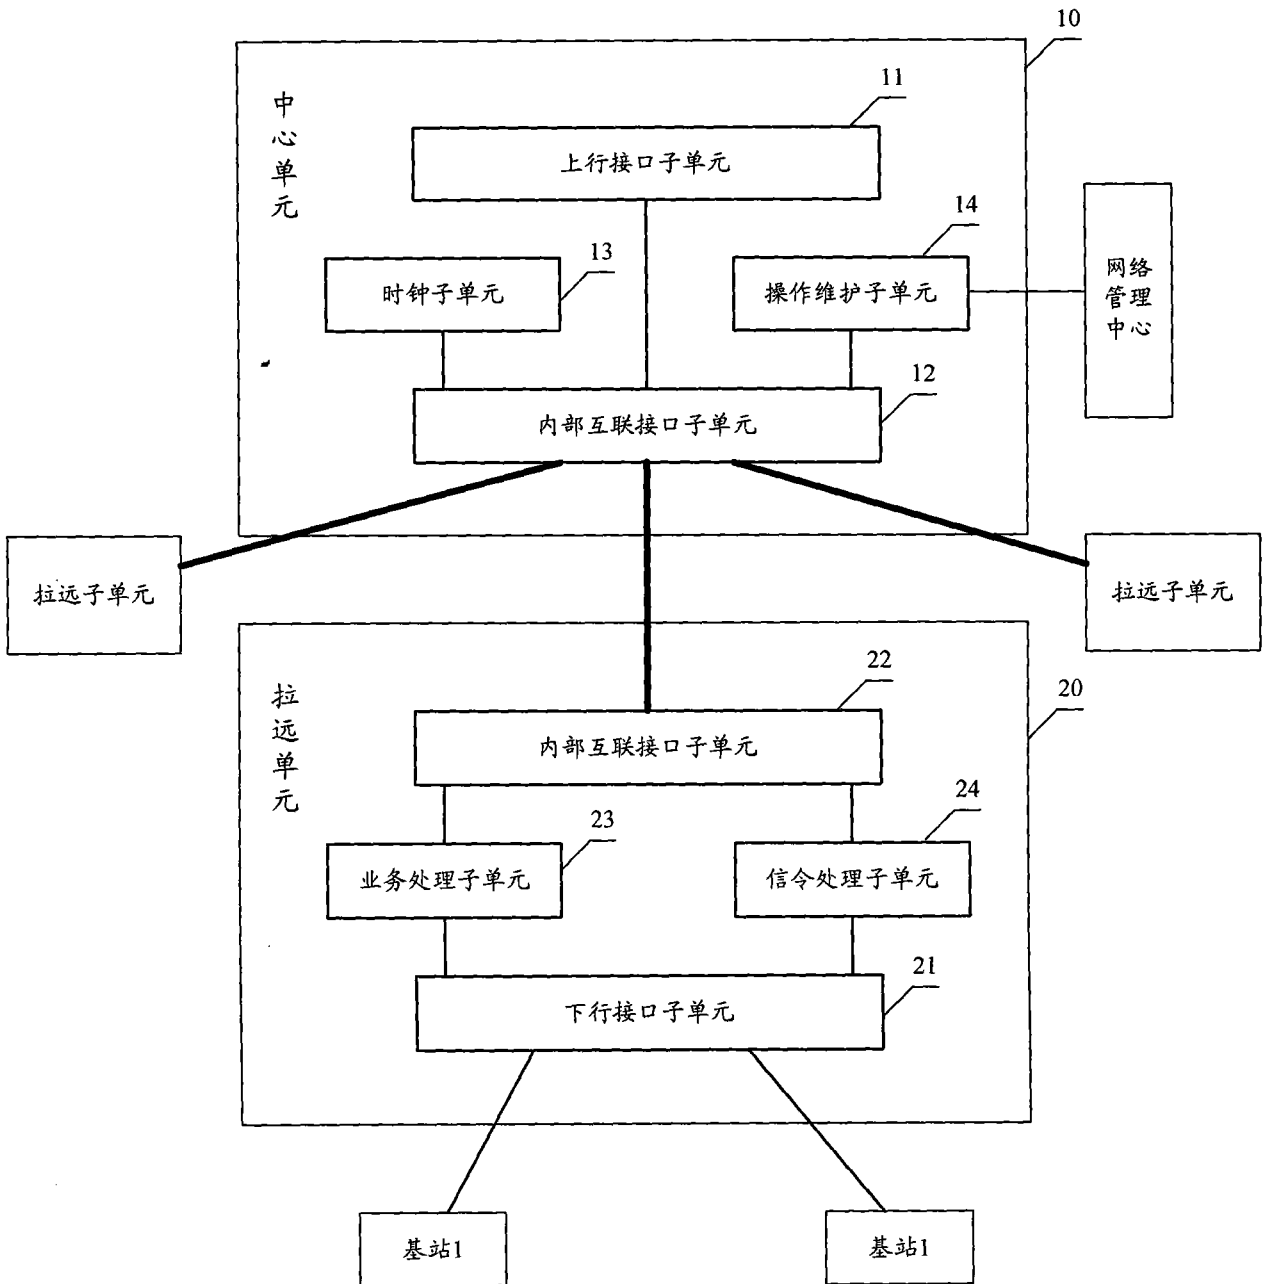 10
中心单元
11
上行接口子单元
14
13
时钟子单元
操作维护子单元
网络
管理
中心
12
内部互联接口子单元
拉远子单元
拉远子单元
22
20
拉远单元
内部互联接口子单元
23
24
业务处理子单元
信令处理子单元
21
下行接口子单元
基站1
基站1